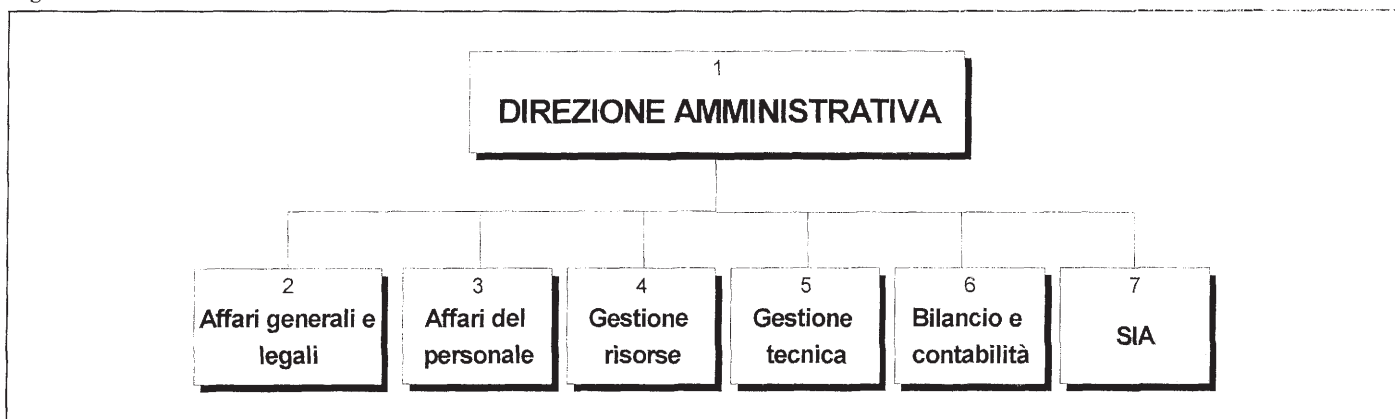 1
DIREZIONE AMMINISTRATIVA
2
Affari generali e
legali
3
Affari del
personale
4
Gestione
risorse
5
Gestione
tecnica
6
Bilancio e
contabilità
7
SIA